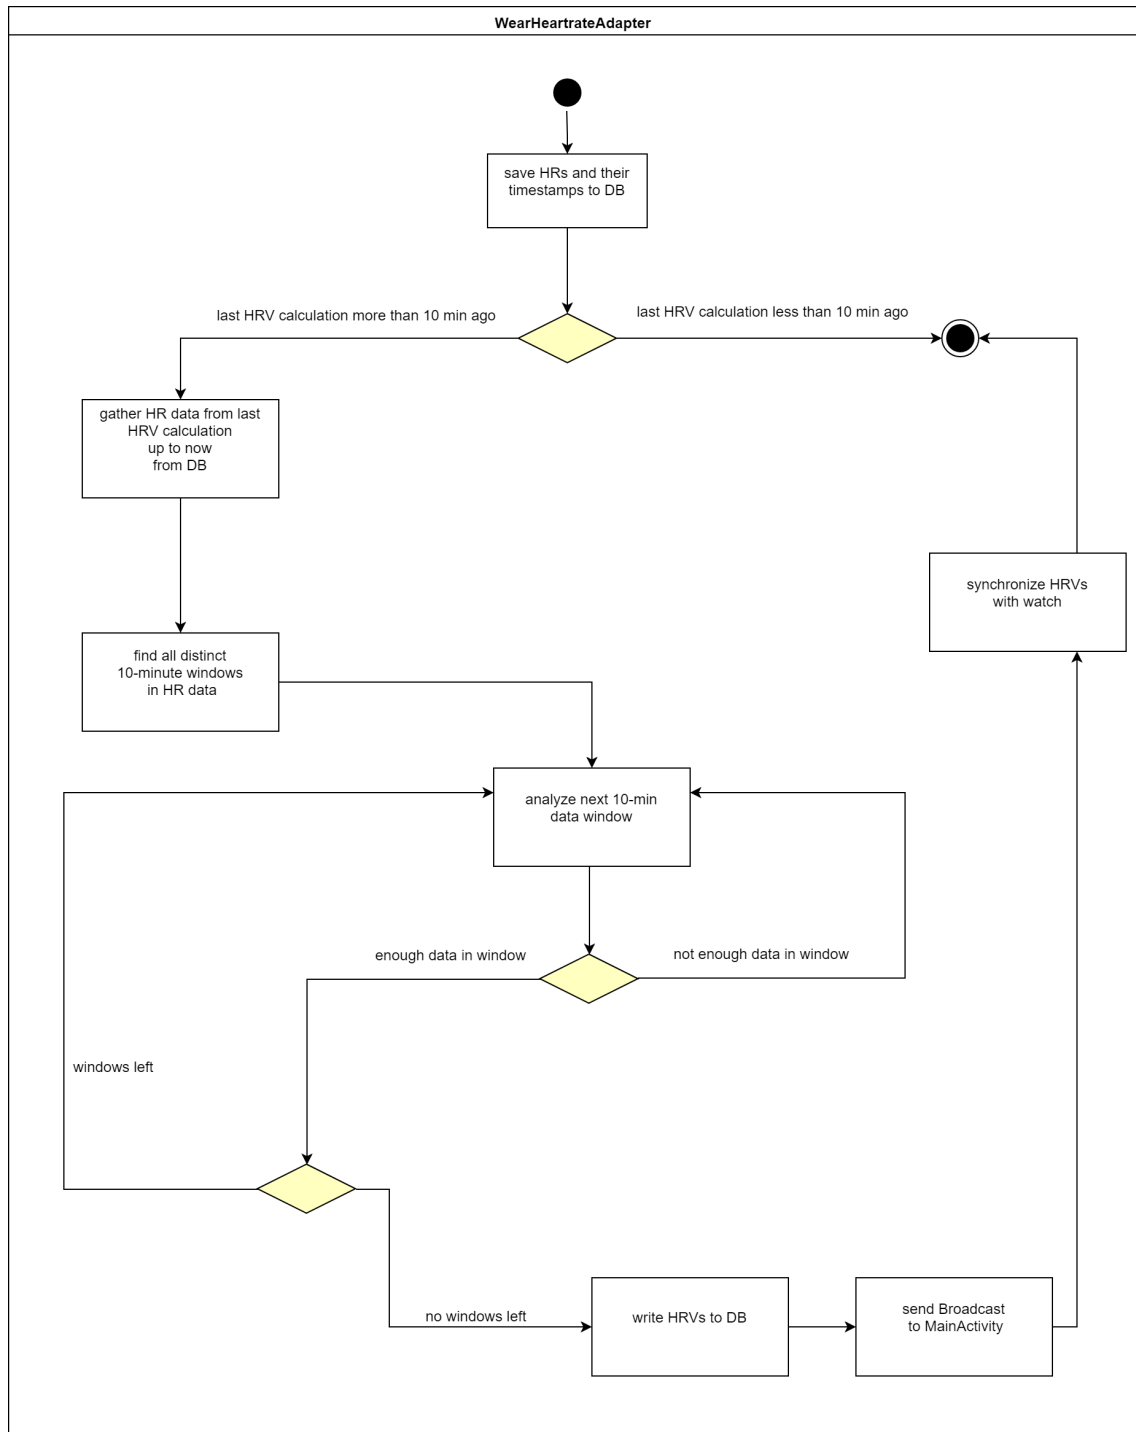 WearHeartrateAdapter
save HRs and their
timestamps to DB
last HRV calculation more than 10 min ago
last HRV calculation less than 10 min ago
gather HR data from last
HRV calculation
up to now
from DB
synchronize HRVs
with watch
find all distinct
10-minute windows
in HR data
analyze next 10-min
data window
enough data in window
not enough data in window
windows left
no windows left
write HRVs to DB
send Broadcast
to MainActivity